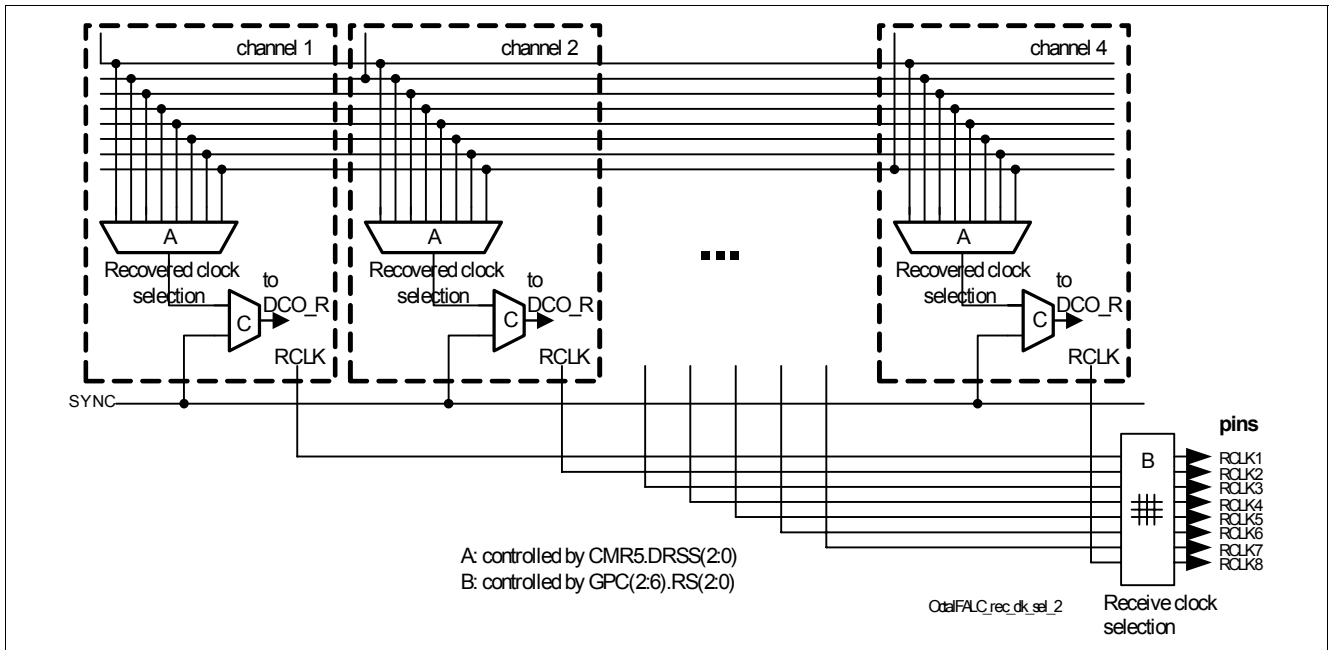 channel 1
channel 2
channel 4
A
A
A
Recovered clock
selection
Recovered clock
selection
Recovered clock
selection
to
DCO_R
to
DCO_R
to
DCO_R
C
C
C
RCLK
RCLK
RCLK
SYNC
pins
B
RCLK1
RCLK2
RCLK3
RCLK4
RCLK5
RCLK6
RCLK7
RCLK8
A: controlled by CMR5.DRSS(2:0)
B: controlled by GPC(2:6).RS(2:0)
OctalFALC_rec_clk_sel_2
Receive clock
selection